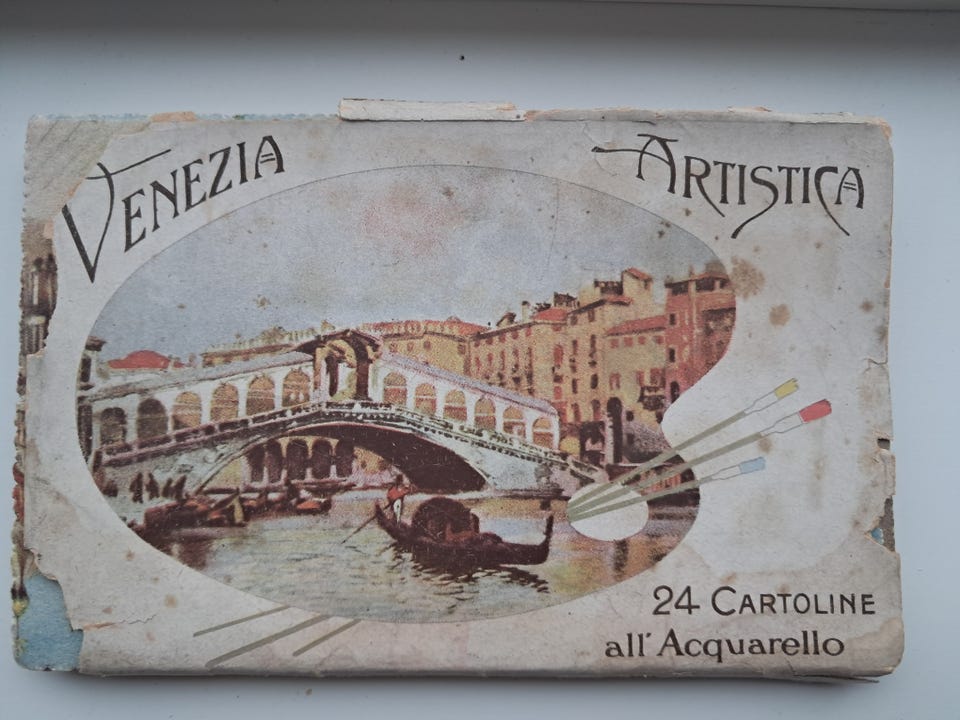 VENEZIA
ARTISTICA
24 CARTOLINE
all' Acquarello